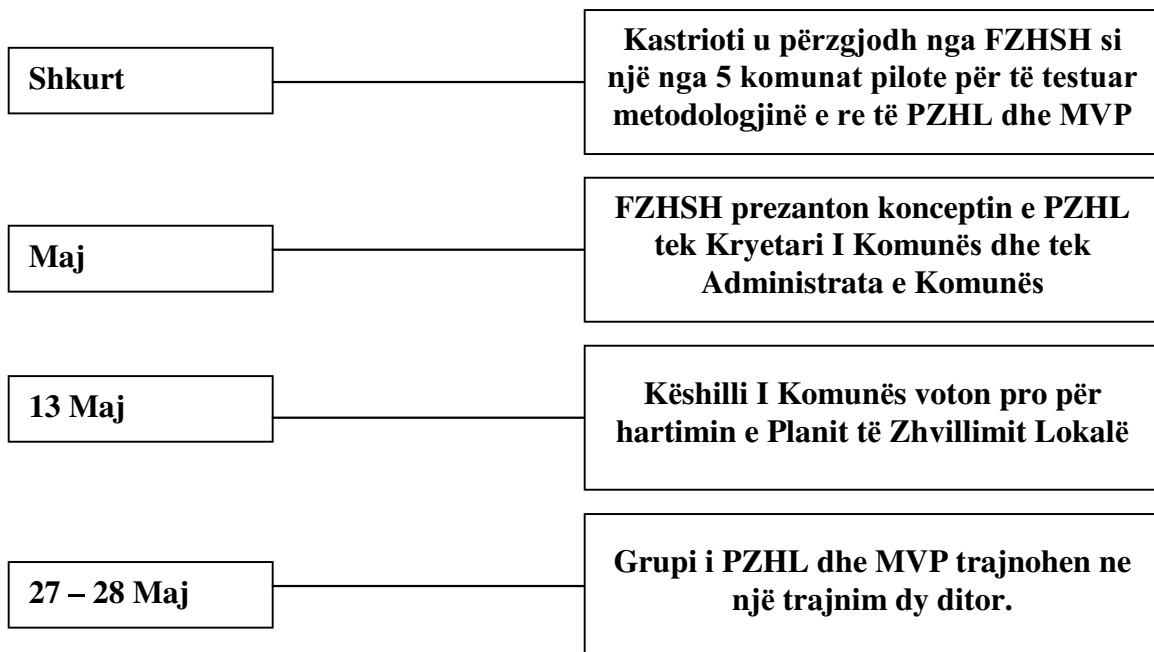 Shkurt
Kastrioti u përzgjodh nga FZHSH si
një nga 5 komunat pilote për të testuar
metodologjinë e re të PZHL dhe MVP
Maj
FZHSH prezanton konceptin e PZHL
tek Kryetari I Komunës dhe tek
Administrata e Komunës
13 Maj
Këshilli I Komunës voton pro për
hartimin e Planit të Zhvillimit Lokalë
27 – 28 Maj
Grupi i PZHL dhe MVP trajnohen ne
një trajnim dy ditor.